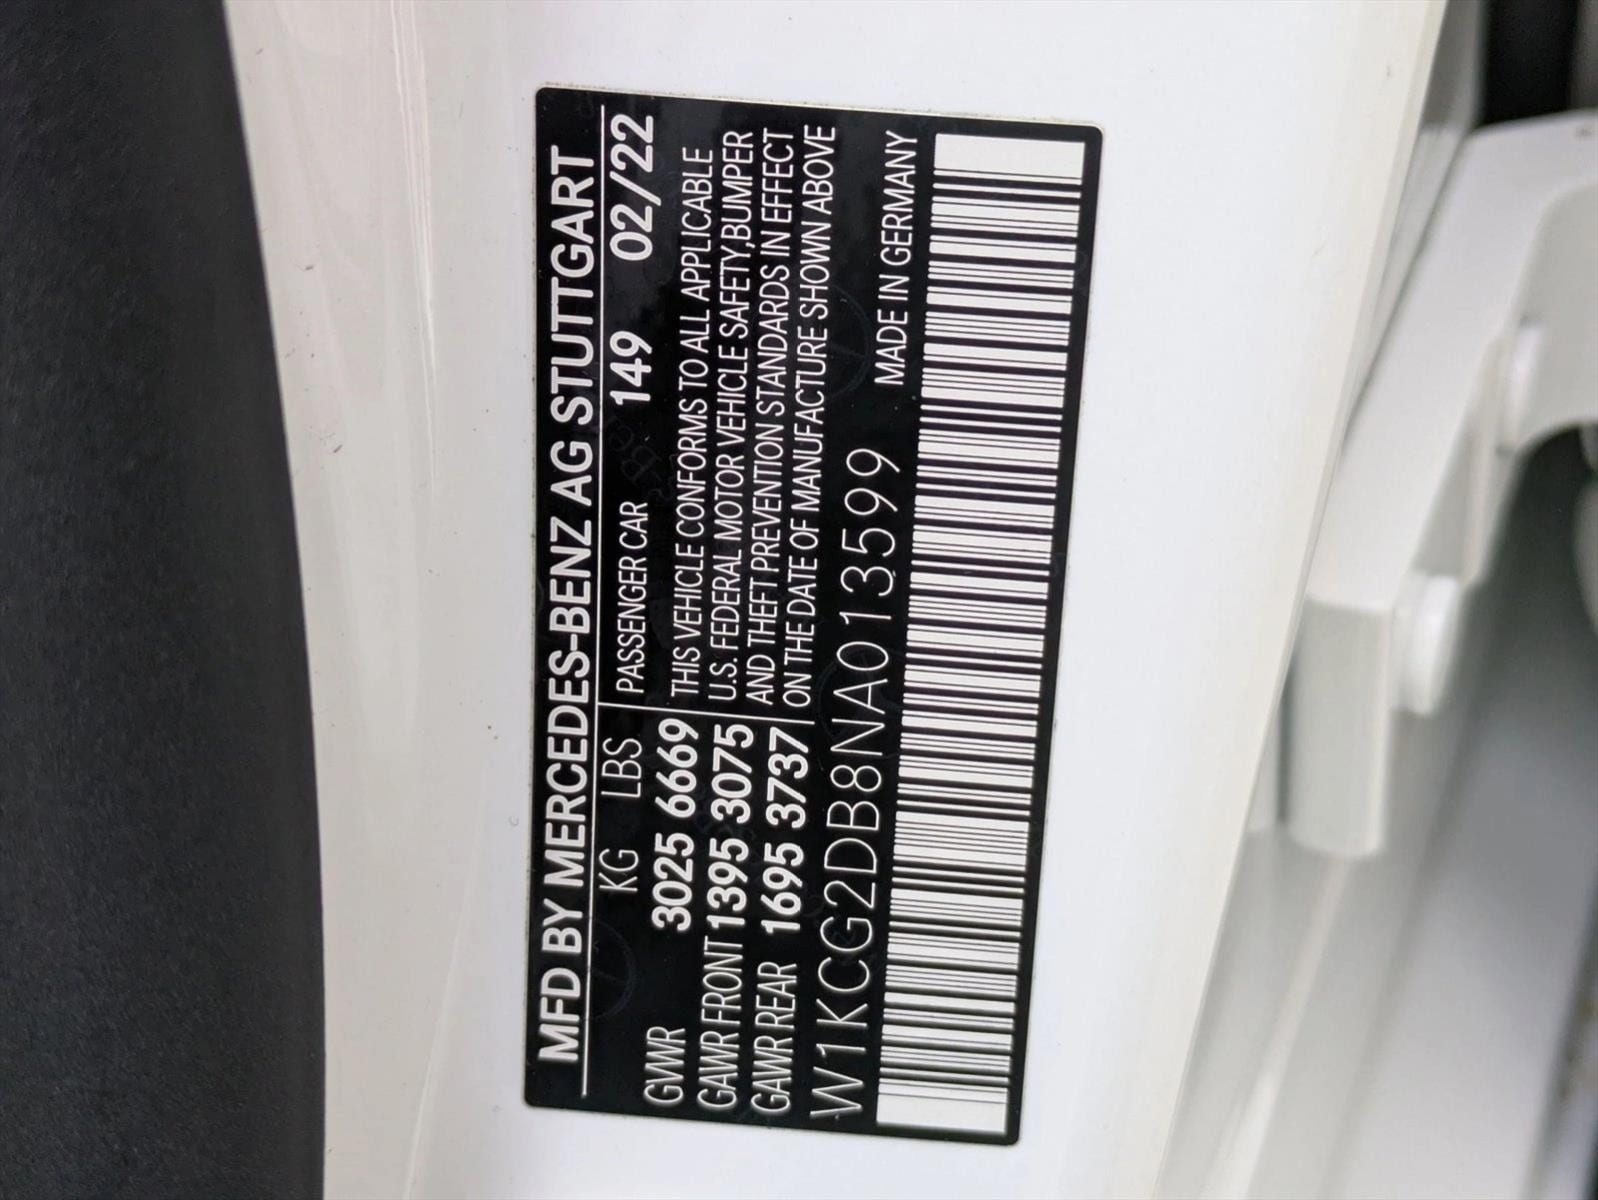 MFD BY MERCEDES-BENZ AG STUTTGART
KG LBS PASSENGER CAR 149 02/22
GVWR 3025 6669 THIS VEHICLE CONFORMS TO ALL APPLICABLE
GAWR FRONT 1395 3075 U.S. FEDERAL MOTOR VEHICLE SAFETY,BUMPER
GAWR REAR 1695 3737 AND THEFT PREVENTION STANDARDS IN EFFECT
ON THE DATE OF MANUFACTURE SHOWN ABOVE
W1KCG2DB8NA013599 MADE IN GERMANY